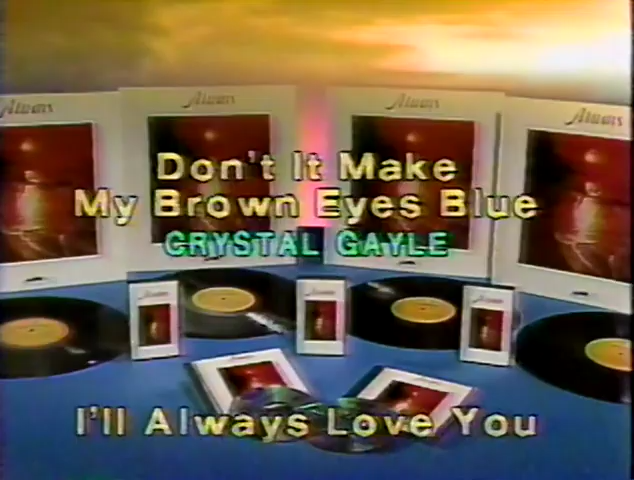 Always Always Always Always
Don't It Make
My Brown Eyes Blue
CRYSTAL GAYLE
I'll Always Love You